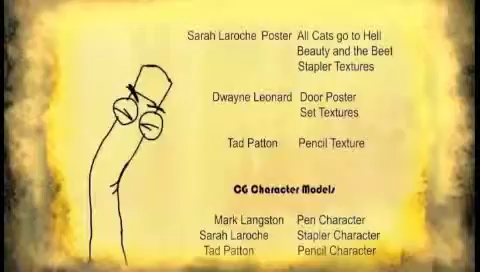 Sarah Laroche Poster All Cats go to Hell
Beauty and the Beet
Stapler Textures
Dwayne Leonard Door Poster
Set Textures
Tad Patton Pencil Texture
CG Character Models
Mark Langston Pen Character
Sarah Laroche Stapler Character
Tad Patton Pencil Character